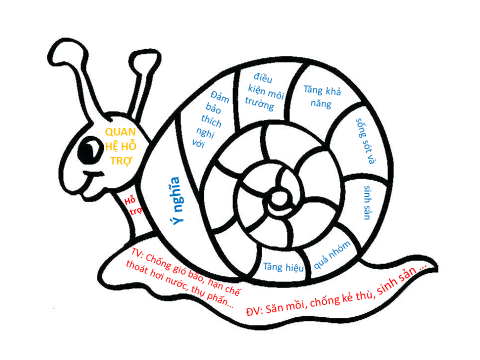 QUAN
HỆ HỖ
TRỢ
Hỗ
trợ
Ý nghĩa
Đảm
bảo
thích
nghi
với
điều
kiện môi
trường
Tăng khả
năng
sống sót và
sinh sản
quả nhóm
Tăng hiệu
TV: Chống gió bão, hạn chế
thoát hơi nước, thụ phấn...
ĐV: Săn mồi, chống kẻ thù, sinh sản ...